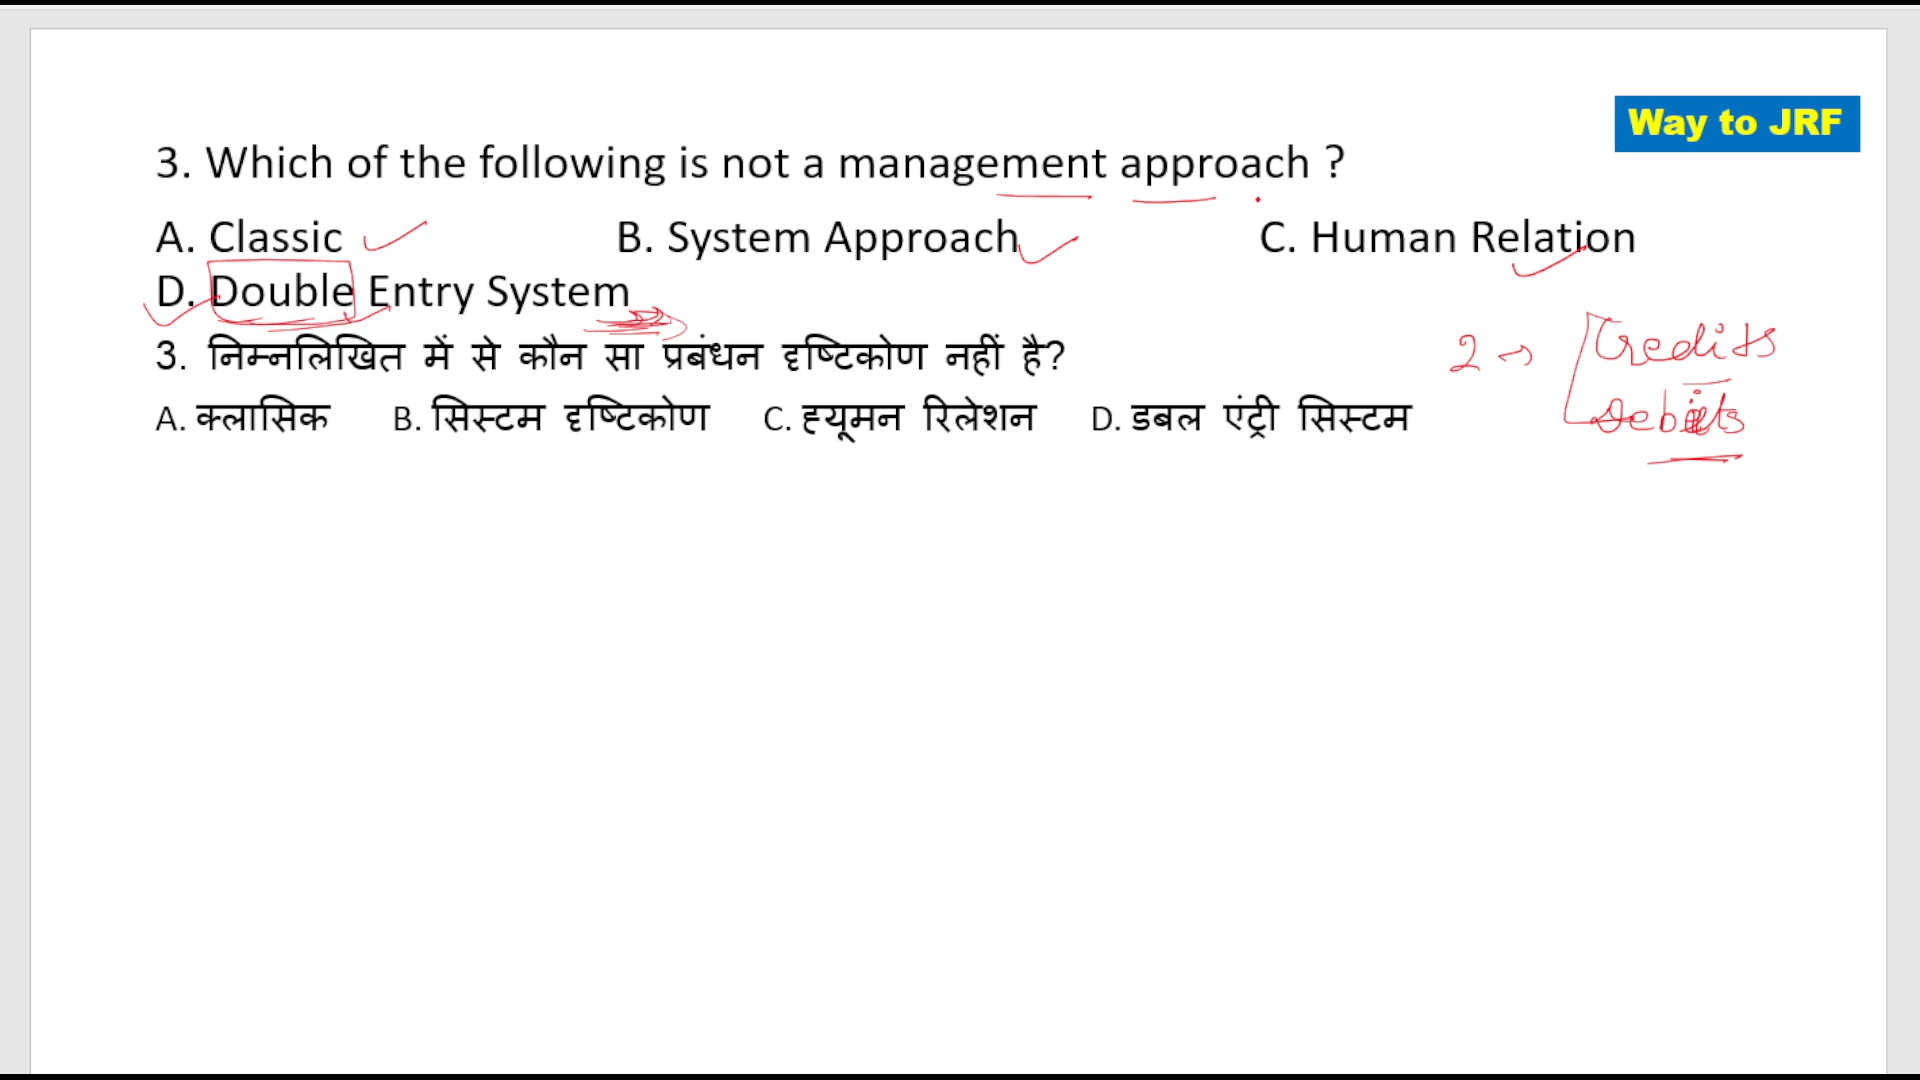 Way to JRF
3. Which of the following is not a management approach ?
A. Classic B. System Approach C. Human Relation
D. Double Entry System
3. निम्नलिखित में से कौन सा प्रबंधन दृष्टिकोण नहीं है?
A. क्लासिक B. सिस्टम दृष्टिकोण C. ह्यूमन रिलेशन D. डबल एंट्री सिस्टम
2 → Credits
Debits